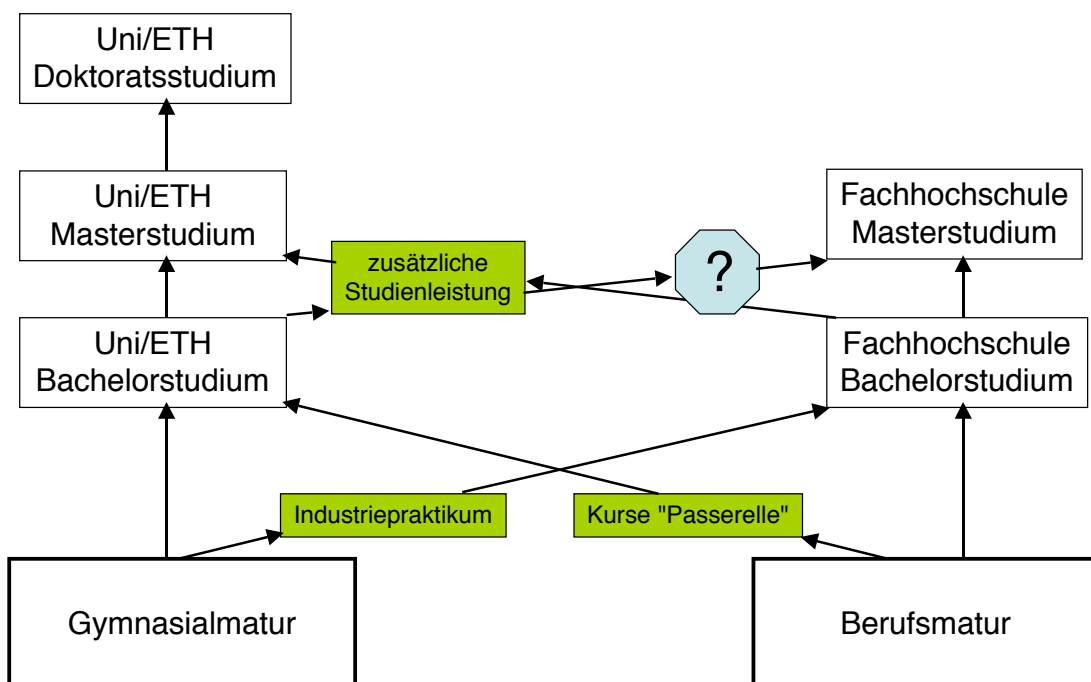 Uni/ETH
Doktoratsstudium
Uni/ETH
Masterstudium
Fachhochschule
Masterstudium
zusätzliche
Studienleistung
?
Uni/ETH
Bachelorstudium
Fachhochschule
Bachelorstudium
Industriepraktikum
Kurse "Passerelle"
Gymnasialmatur
Berufsmatur